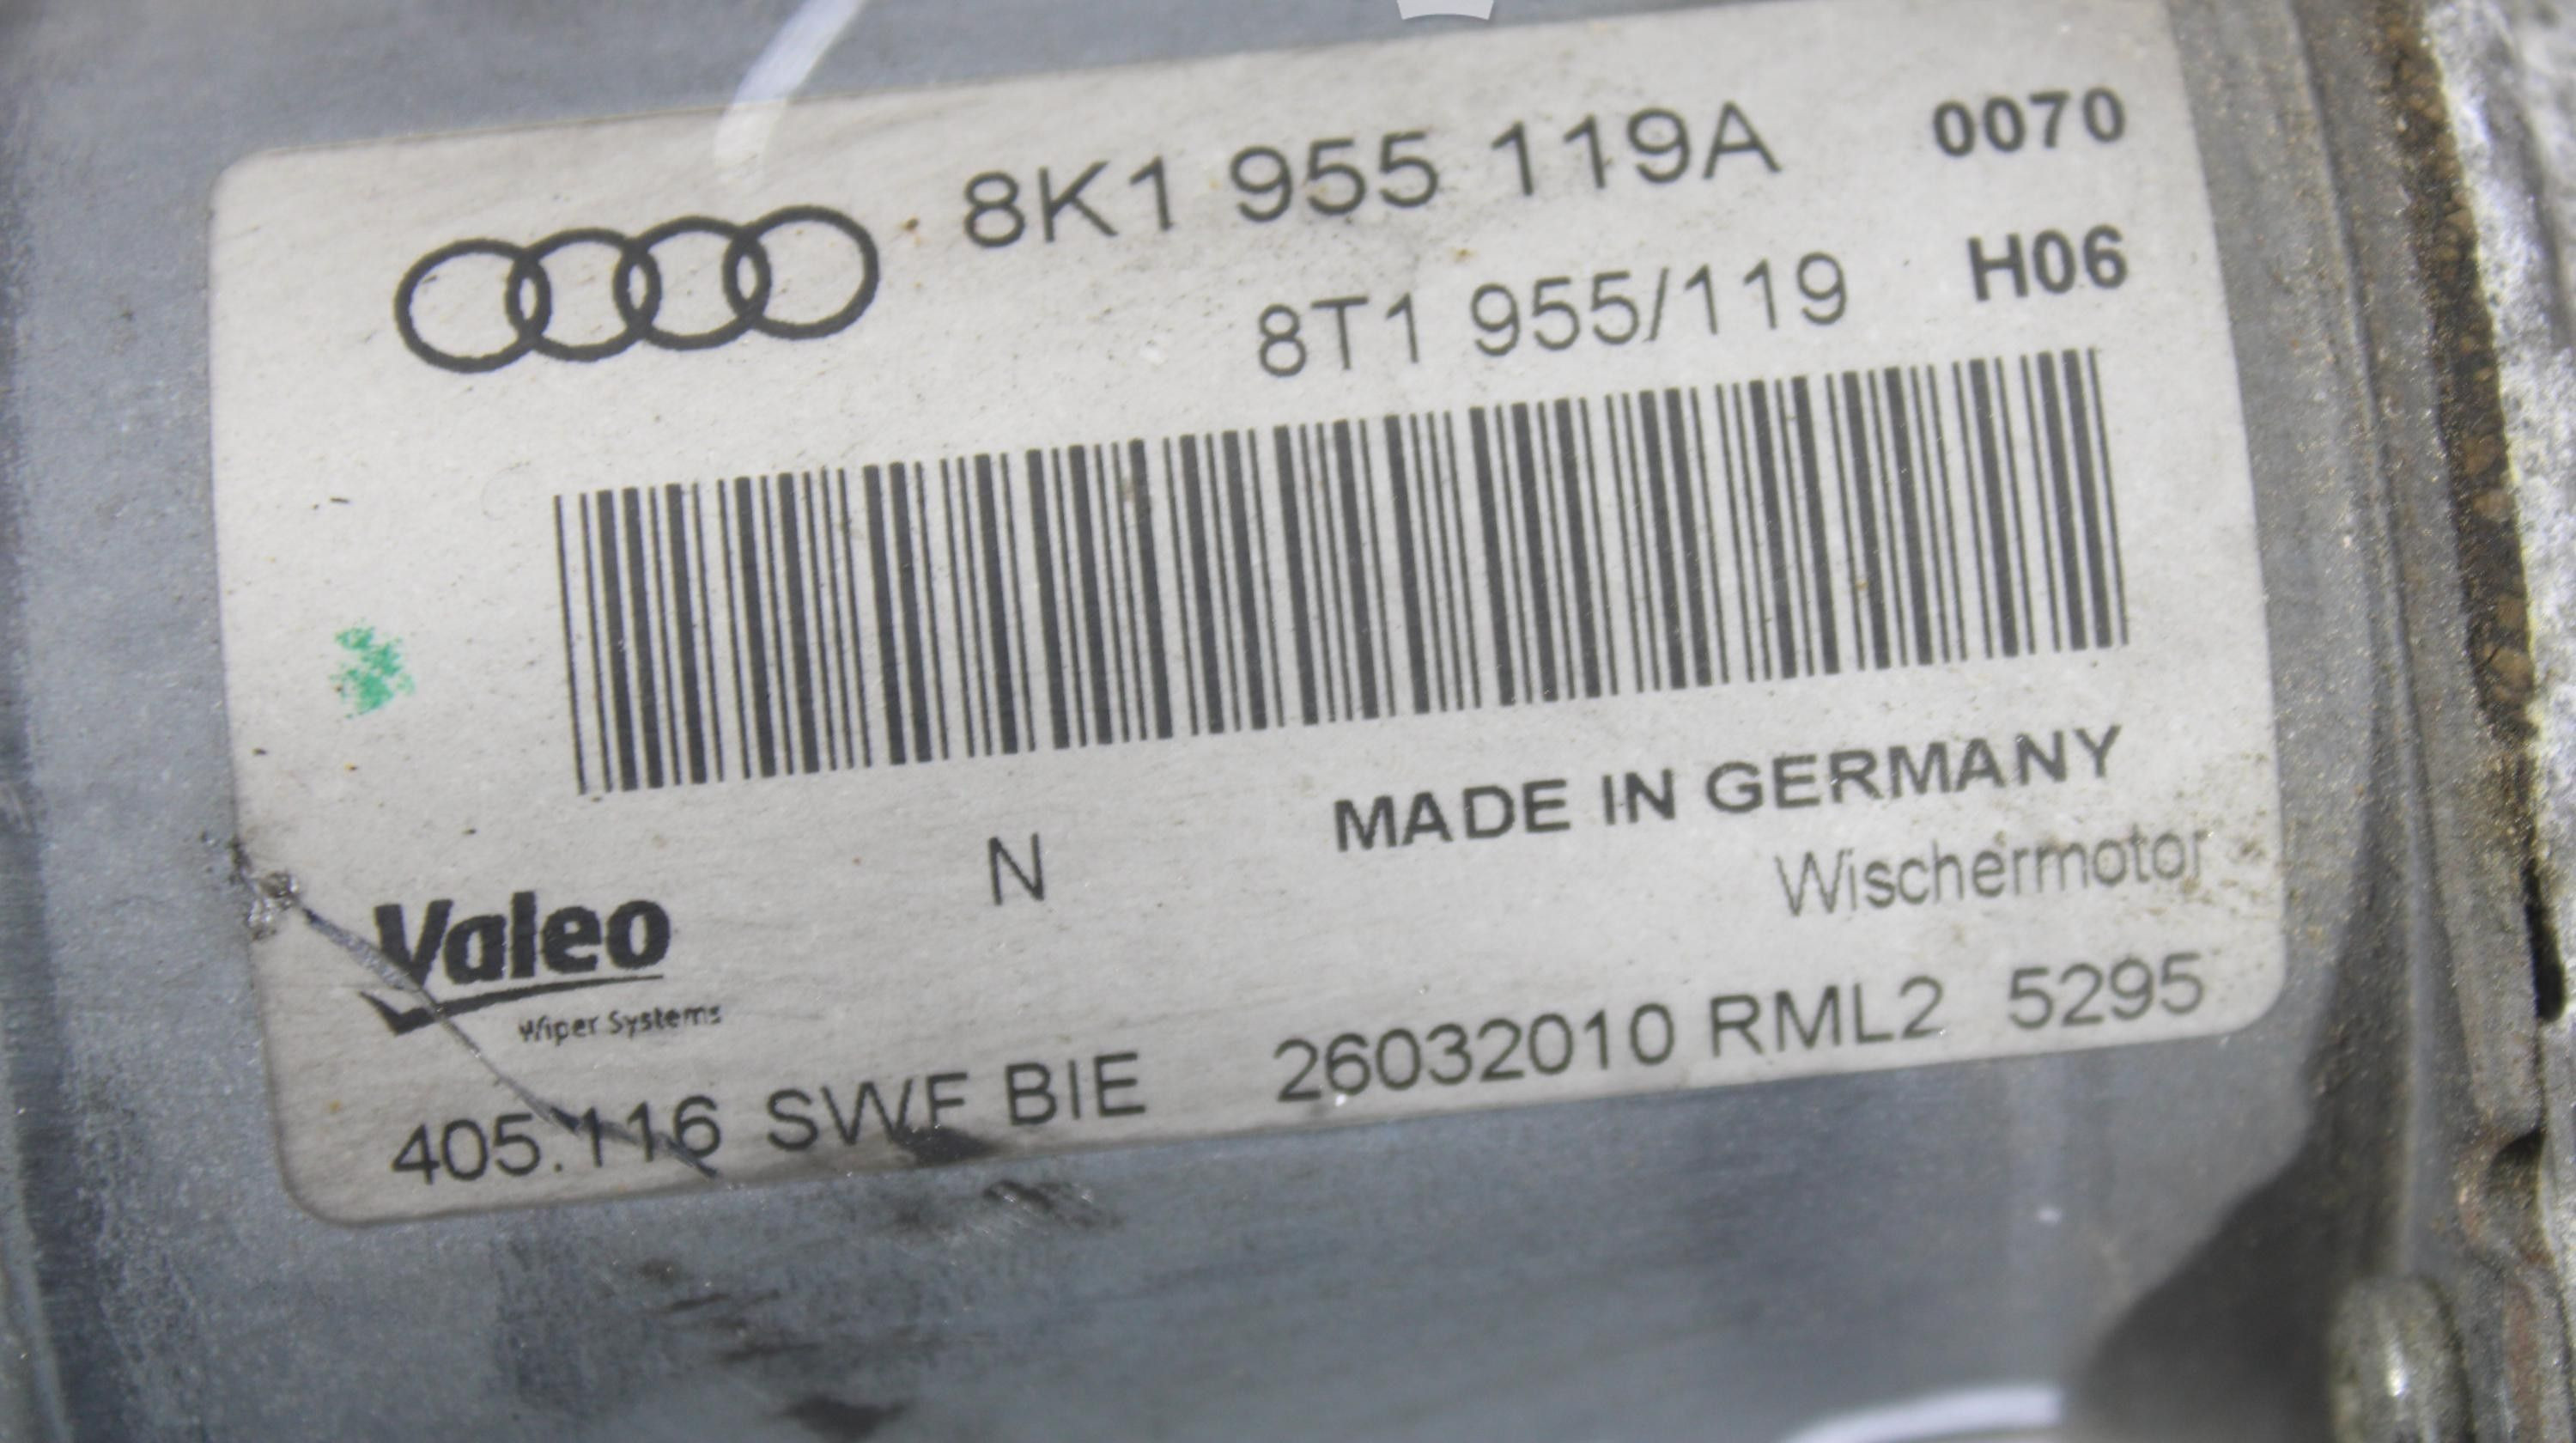 8K1 955 119A 0070
8T1 955/119 H06
MADE IN GERMANY
N
Wischermotor
Valeo
Wiper Systems
405.116 SWF BIE 26032010 RML2 5295